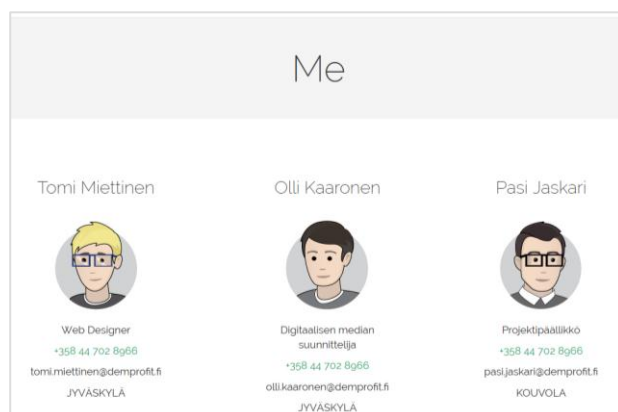 Me
Tomi Miettinen
Web Designer
+358 44 702 8966
tomi.miettinen@demprofit.fi
JYVÄSKYLÄ
Olli Kaaronen
Digitaalisen median
suunnittelija
+358 44 702 8966
olli.kaaronen@demprofit.fi
JYVÄSKYLÄ
Pasi Jaskari
Projektipäällikkö
+358 44 702 8966
pasi.jaskari@demprofit.fi
KOUVOLA